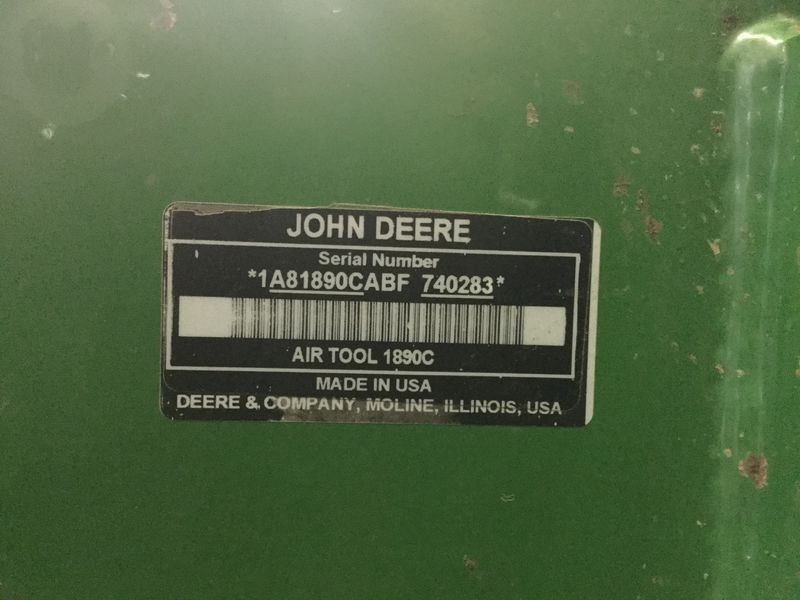 JOHN DEERE
Serial Number
*1A81890CABF 740283*
AIR TOOL 1890C
MADE IN USA
DEERE & COMPANY, MOLINE, ILLINOIS, USA